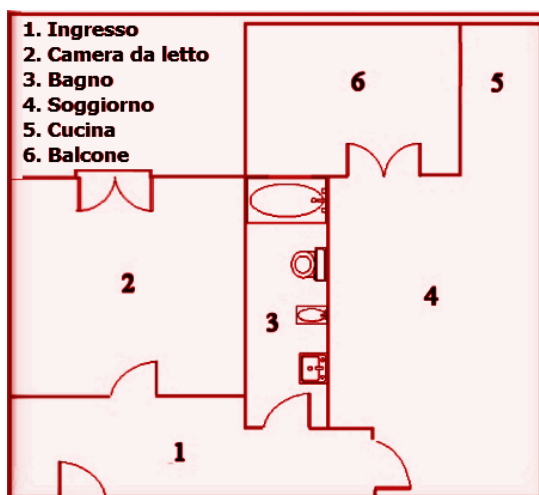 1. Ingresso
2. Camera da letto
3. Bagno
4. Soggiorno
5. Cucina
6. Balcone
6
5
2
3
4
1